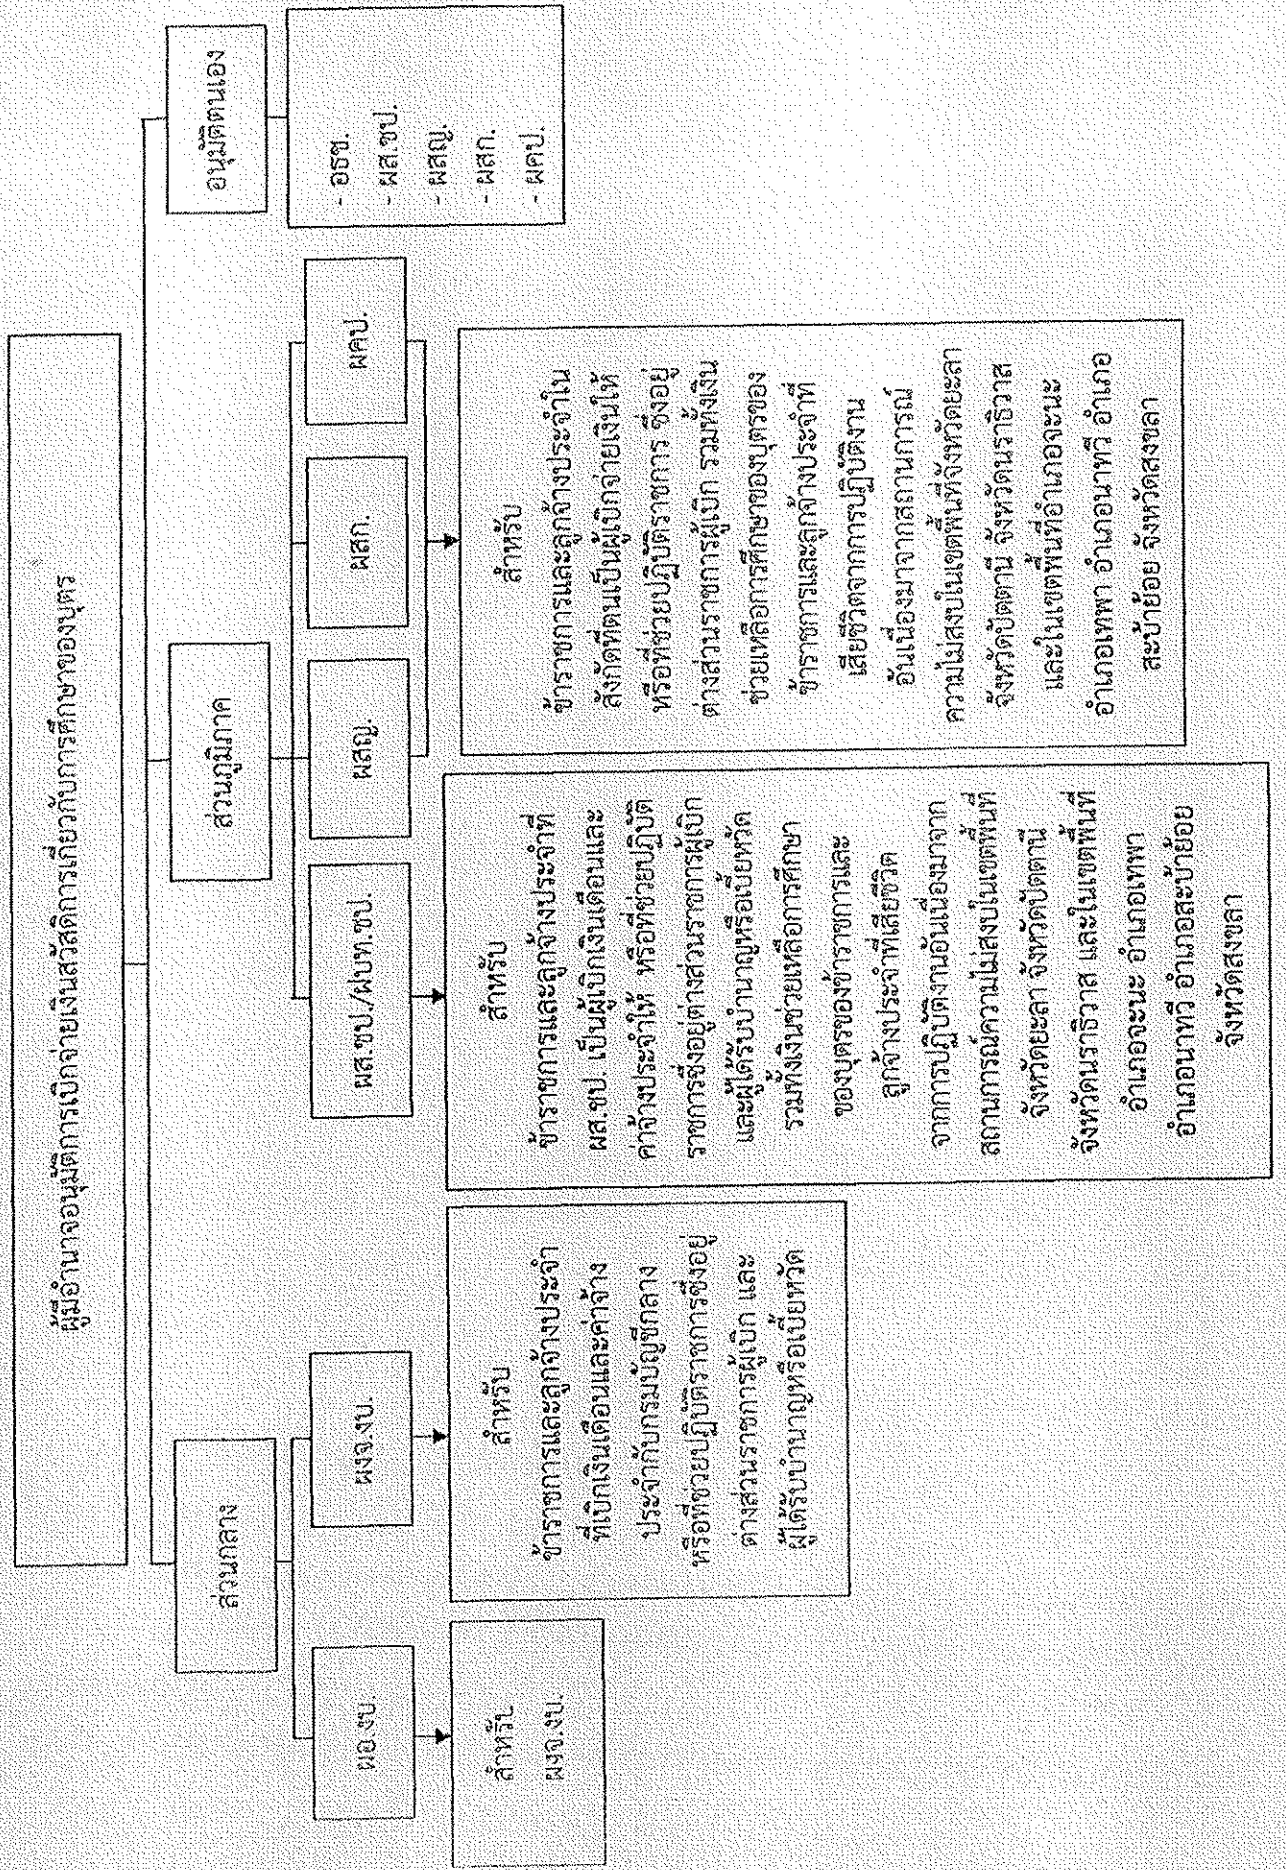 ผู้มีอำนาจอนุมัติการเบิกจ่ายเงินสวัสดิการเกี่ยวกับการศึกษาของบุตร
ส่วนกลาง
ส่วนภูมิภาค
อนุมัติตนเอง
ผอ.งบ
ผงจ.งบ.
ผส.ชป./ฝบท.ชป.
ผสญ.
ผสก.
ผคป.
- อธช.
- ผส.ชป.
- ผสญ.
- ผสก.
- ผคป.
สำหรับ
ผงจ.งบ.
สำหรับ
ข้าราชการและลูกจ้างประจำ
ที่เบิกเงินเดือนและค่าจ้าง
ประจำกับกรมบัญชีกลาง
หรือที่ช่วยปฏิบัติราชการซึ่งอยู่
ต่างส่วนราชการผู้เบิก และ
ผู้ได้รับบำนาญหรือเบี้ยหวัด
สำหรับ
ข้าราชการและลูกจ้างประจำที่
ผส.ชป. เป็นผู้เบิกเงินเดือนและ
ค่าจ้างประจำให้ หรือที่ช่วยปฏิบัติ
ราชการซึ่งอยู่ต่างส่วนราชการผู้เบิก
และผู้ได้รับบำนาญหรือเบี้ยหวัด
รวมทั้งเงินช่วยเหลือการศึกษา
ของบุตรของข้าราชการและ
ลูกจ้างประจำที่เสียชีวิต
จากการปฏิบัติงานอันเนื่องมาจาก
สถานการณ์ความไม่สงบในเขตพื้นที่
จังหวัดยะลา จังหวัดปัตตานี
จังหวัดนราธิวาส และในเขตพื้นที่
อำเภอจะนะ อำเภอเทพา
อำเภอนาทวี อำเภอสะบ้าย้อย
จังหวัดสงขลา
สำหรับ
ข้าราชการและลูกจ้างประจำใน
สังกัดที่ตนเป็นผู้เบิกจ่ายเงินให้
หรือที่ช่วยปฏิบัติราชการ ซึ่งอยู่
ต่างส่วนราชการผู้เบิก รวมทั้งเงิน
ช่วยเหลือการศึกษาของบุตรของ
ข้าราชการและลูกจ้างประจำที่
เสียชีวิตจากการปฏิบัติงาน
อันเนื่องมาจากสถานการณ์
ความไม่สงบในเขตพื้นที่จังหวัดยะลา
จังหวัดปัตตานี จังหวัดนราธิวาส
และในเขตพื้นที่อำเภอจะนะ
อำเภอเทพา อำเภอนาทวี อำเภอ
สะบ้าย้อย จังหวัดสงขลา